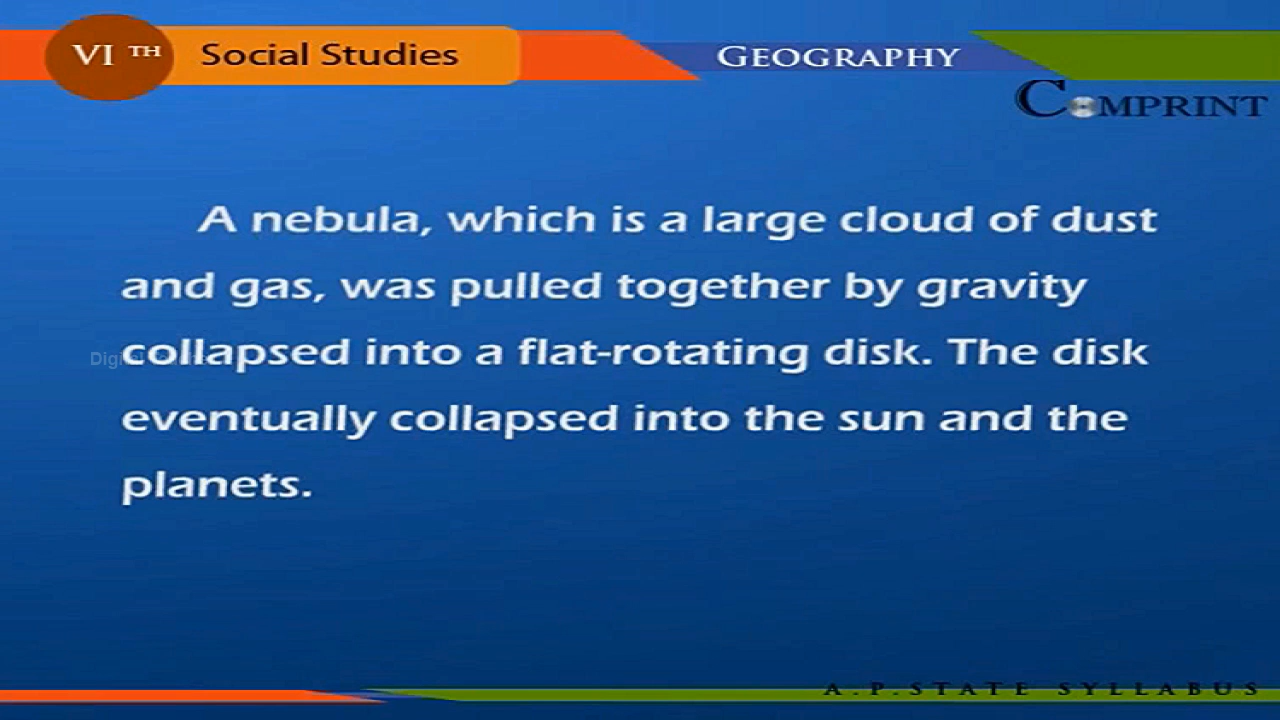 VI TH Social Studies GEOGRAPHY
COMPRINT
A nebula, which is a large cloud of dust
and gas, was pulled together by gravity
collapsed into a flat-rotating disk. The disk
eventually collapsed into the sun and the
planets.
A.P.STATE SYLLABUS